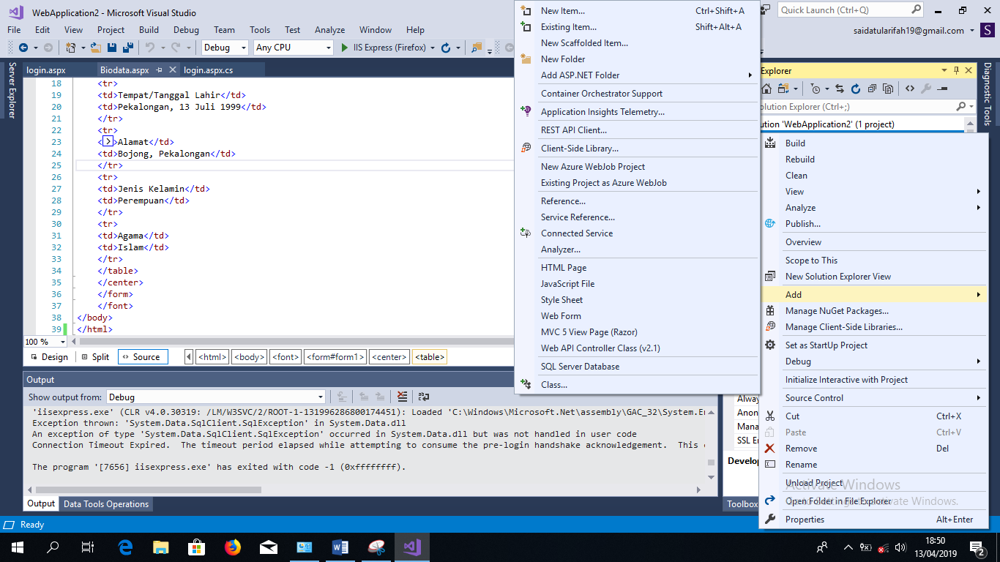 WebApplication2 - Microsoft Visual Studio
Quick Launch (Ctrl+Q)
File Edit View Project Build Debug Team Tools Test Analyze Window Help
saidatularifah19@gmail.com S
Debug Any CPU IIS Express (Firefox)
Server Explorer
login.aspx Biodata.aspx login.aspx.cs
18 <tr>
19 <td>Tempat/Tanggal Lahir</td>
20 <td>Pekalongan, 13 Juli 1999</td>
21 </tr>
22 <tr>
23 < >Alamat</td>
24 <td>Bojong, Pekalongan</td>
25 </tr>
26 <tr>
27 <td>Jenis Kelamin</td>
28 <td>Perempuan</td>
29 </tr>
30 <tr>
31 <td>Agama</td>
32 <td>Islam</td>
33 </tr>
34 </table>
35 </center>
36 </form>
37 </font>
38 </body>
39 </html>
100 %
Design Split Source <html> <body> <font> <form#form1> <center> <table>
Output
Show output from: Debug
'iisexpress.exe' (CLR v4.0.30319: /LM/W3SVC/2/ROOT-1-131996286800174451): Loaded 'C:\Windows\Microsoft.Net\assembly\GAC_32\System.En
Exception thrown: 'System.Data.SqlClient.SqlException' in System.Data.dll
An exception of type 'System.Data.SqlClient.SqlException' occurred in System.Data.dll but was not handled in user code
Connection Timeout Expired. The timeout period elapsed while attempting to consume the pre-login handshake acknowledgement. This
The program '[7656] iisexpress.exe' has exited with code -1 (0xffffffff).
Output Data Tools Operations
New Item... Ctrl+Shift+A
Existing Item... Shift+Alt+A
New Scaffolded Item...
New Folder
Add ASP.NET Folder
Container Orchestrator Support
Application Insights Telemetry...
REST API Client...
Client-Side Library...
New Azure WebJob Project
Existing Project as Azure WebJob
Reference...
Service Reference...
Connected Service
Analyzer...
HTML Page
JavaScript File
Style Sheet
Web Form
MVC 5 View Page (Razor)
Web API Controller Class (v2.1)
SQL Server Database
Class...
Explorer
olution Explorer (Ctrl+;)
ution 'WebApplication2' (1 project)
Diagnostic Tools
Build
Rebuild
Clean
View
Analyze
Publish...
Overview
Scope to This
New Solution Explorer View
Add
Manage NuGet Packages...
Manage Client-Side Libraries...
Set as StartUp Project
Debug
Initialize Interactive with Project
Source Control
Cut Ctrl+X
Paste Ctrl+V
Remove Del
Rename
Unload Project
Open Folder in File Explorer
Properties Alt+Enter
Activate Windows
Go to Settings to activate Windows.
Alway
Anon
Mana
SSL En
Develop
Toolbox
Ready
18:50
13/04/2019
2